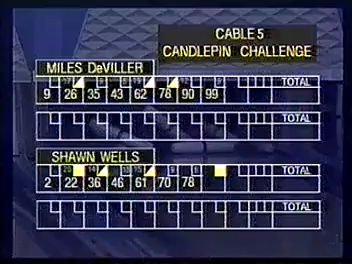 CABLE 5
CANDLEPIN CHALLENGE
MILES DeVILLER
TOTAL
9 26 35 43 62 78 90 99
TOTAL
SHAWN WELLS
TOTAL
2 22 36 46 61 70 78
TOTAL